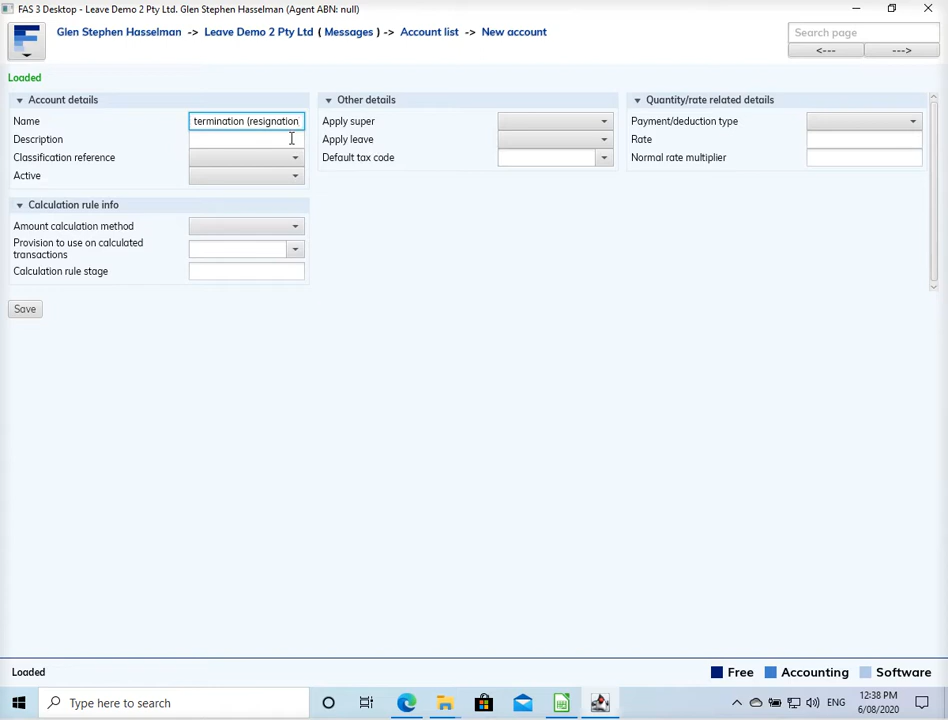 FAS 3 Desktop - Leave Demo 2 Pty Ltd. Glen Stephen Hasselman (Agent ABN: null)
Glen Stephen Hasselman -> Leave Demo 2 Pty Ltd ( Messages ) -> Account list -> New account
Search page
<--- --->
Loaded
Account details
Name termination (resignation
Description
Classification reference
Active
Calculation rule info
Amount calculation method
Provision to use on calculated
transactions
Calculation rule stage
Save
Other details
Apply super
Apply leave
Default tax code
Quantity/rate related details
Payment/deduction type
Rate
Normal rate multiplier
Loaded
Free Accounting Software
Type here to search
ENG
12:38 PM
6/08/2020